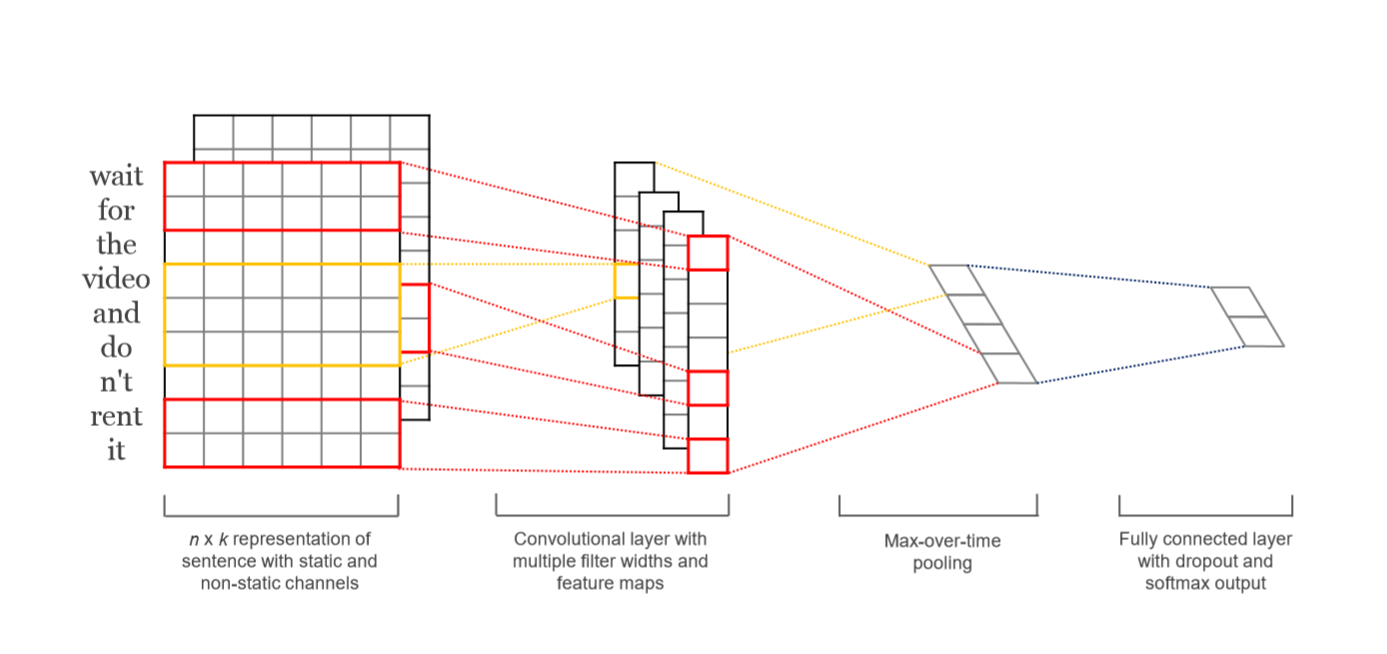 wait
for
the
video
and
do
n't
rent
it
n x k representation of
sentence with static and
non-static channels
Convolutional layer with
multiple filter widths and
feature maps
Max-over-time
pooling
Fully connected layer
with dropout and
softmax output